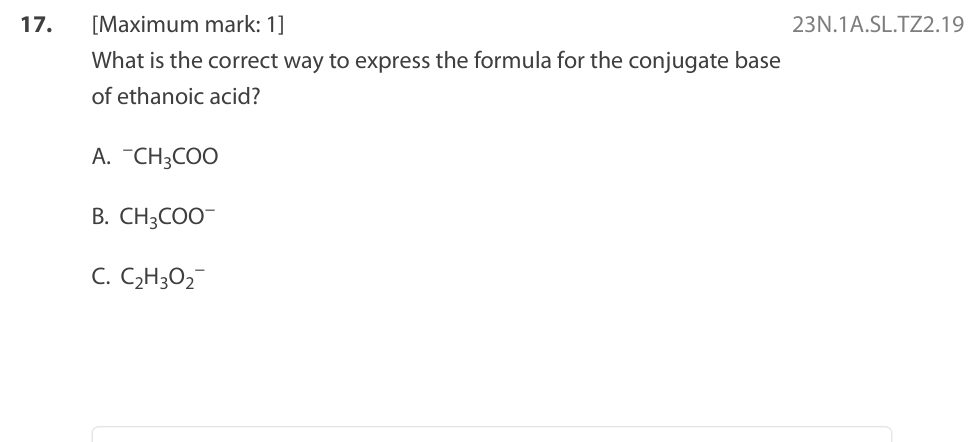 17. [Maximum mark: 1] 23N.1A.SL.TZ2.19
What is the correct way to express the formula for the conjugate base
of ethanoic acid?
A. ⁻CH₃COO
B. CH₃COO⁻
C. C₂H₃O₂⁻